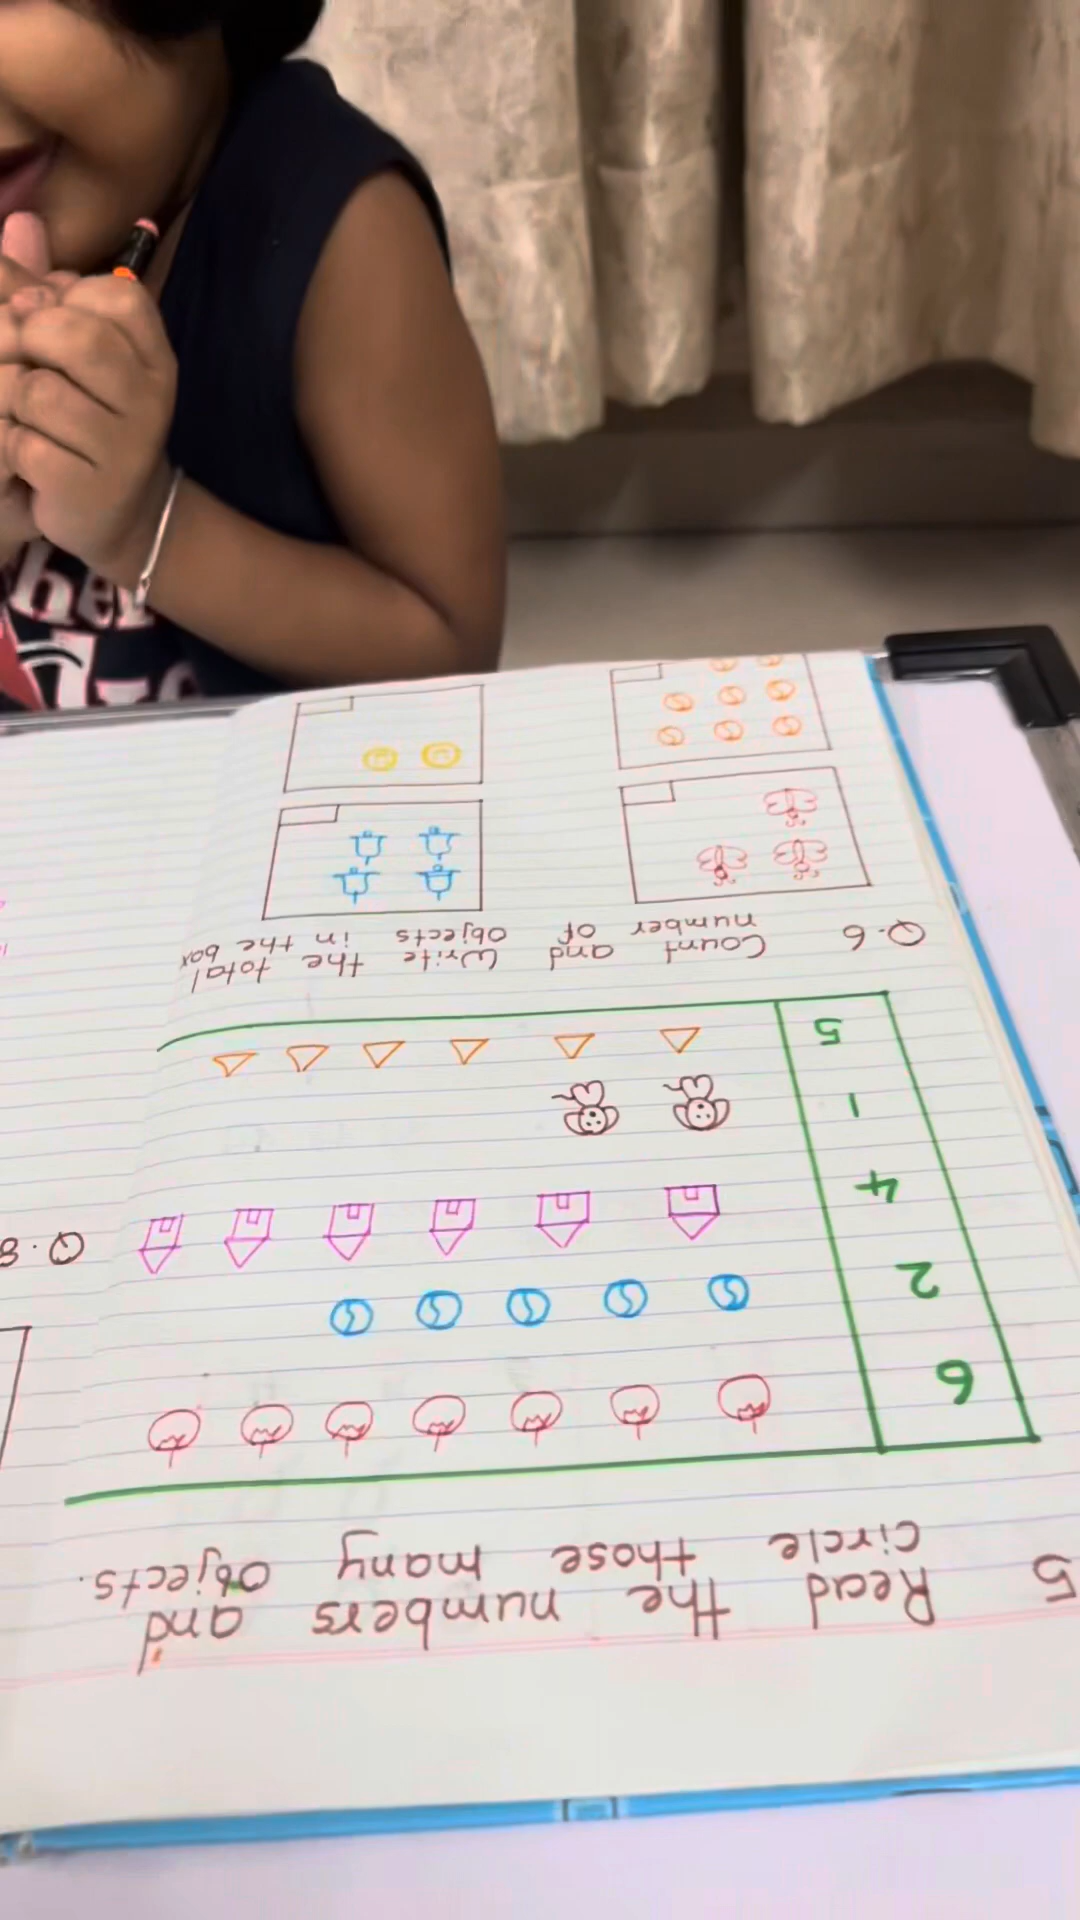 5 Read the numbers and
circle those many objects.
6
2
4
1
5
Q.6 Count and Write the total
number of objects in the box
Q.8